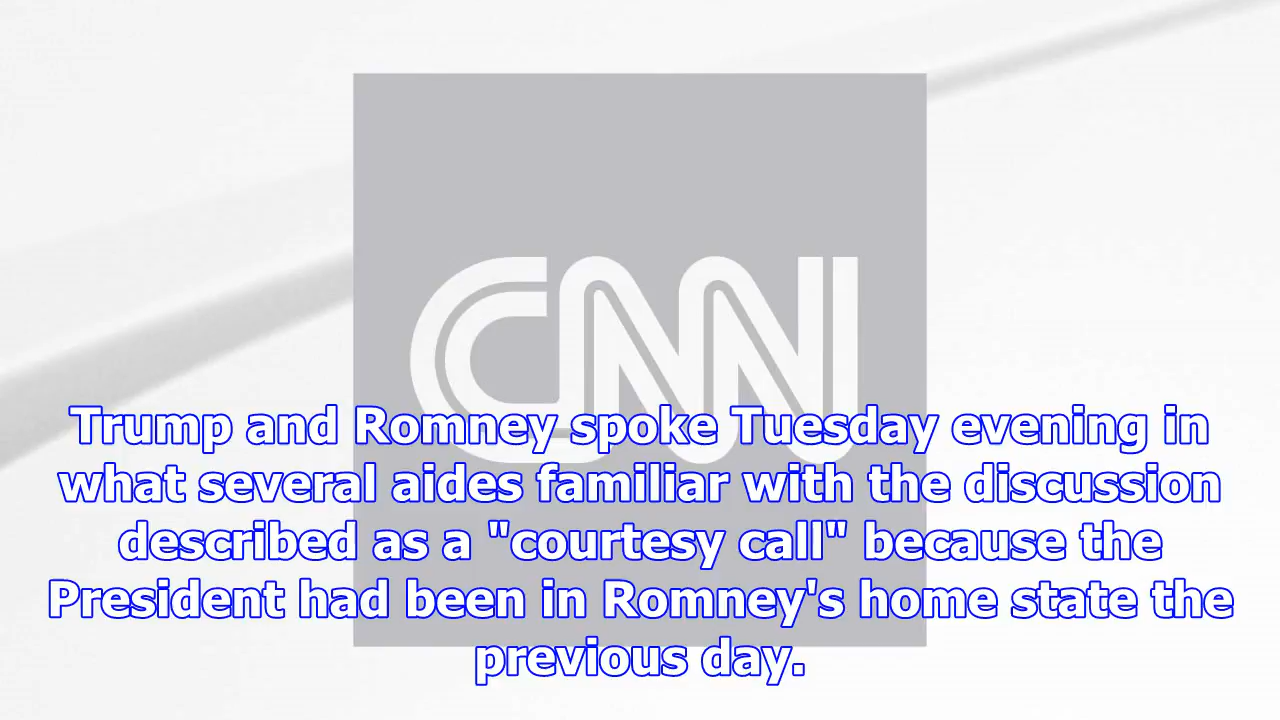 CNN
Trump and Romney spoke Tuesday evening in
what several aides familiar with the discussion
described as a "courtesy call" because the
President had been in Romney's home state the
previous day.